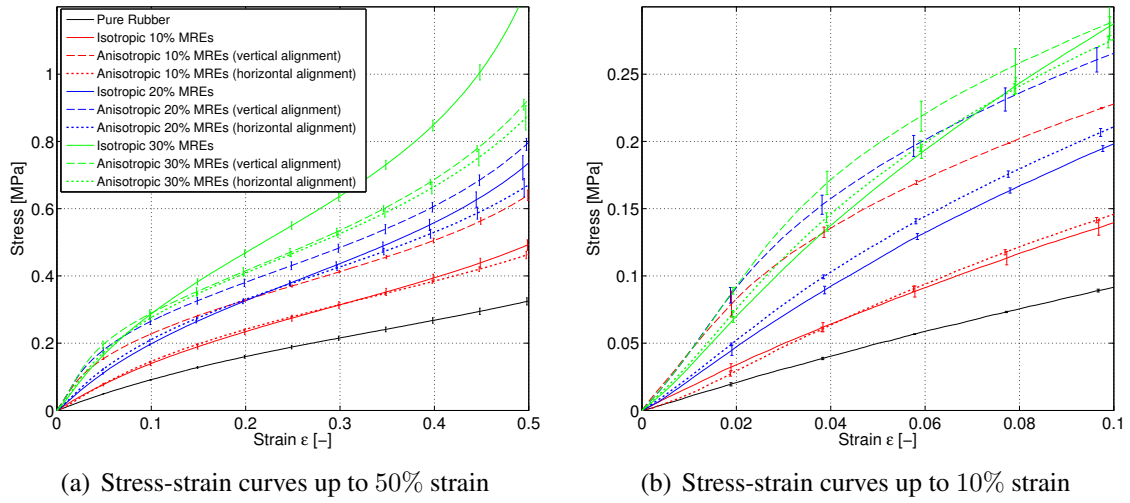 Pure Rubber
Isotropic 10% MREs
Anisotropic 10% MREs (vertical alignment)
Anisotropic 10% MREs (horizontal alignment)
Isotropic 20% MREs
Anisotropic 20% MREs (vertical alignment)
Anisotropic 20% MREs (horizontal alignment)
Isotropic 30% MREs
Anisotropic 30% MREs (vertical alignment)
Anisotropic 30% MREs (horizontal alignment)
Stress [MPa]
1
0.8
0.6
0.4
0.2
0
0 0.1 0.2 0.3 0.4 0.5
Strain ε [−]
(a) Stress-strain curves up to 50% strain
Stress [MPa]
0.25
0.2
0.15
0.1
0.05
0
0 0.02 0.04 0.06 0.08 0.1
Strain ε [−]
(b) Stress-strain curves up to 10% strain